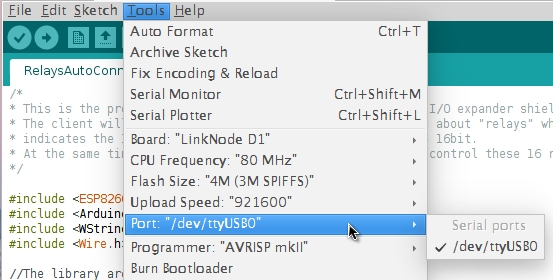 File Edit Sketch Tools Help
Auto Format Ctrl+T
Archive Sketch
Fix Encoding & Reload
Serial Monitor Ctrl+Shift+M
Serial Plotter Ctrl+Shift+L
Board: "LinkNode D1"
CPU Frequency: "80 MHz"
Flash Size: "4M (3M SPIFFS)"
Upload Speed: "921600"
Port: "/dev/ttyUSB0"
Serial ports
/dev/ttyUSB0
Programmer: "AVRISP mkII"
Burn Bootloader
RelaysAutoConn
/*
* This is the pro I/O expander shiel
* The client will about "relays" wh
* indicates the I 16bit.
* At the same tim control these 16 r
*/
#include <ESP826
#include <Arduin
#include <WStrin
#include <Wire.h
//The library ar